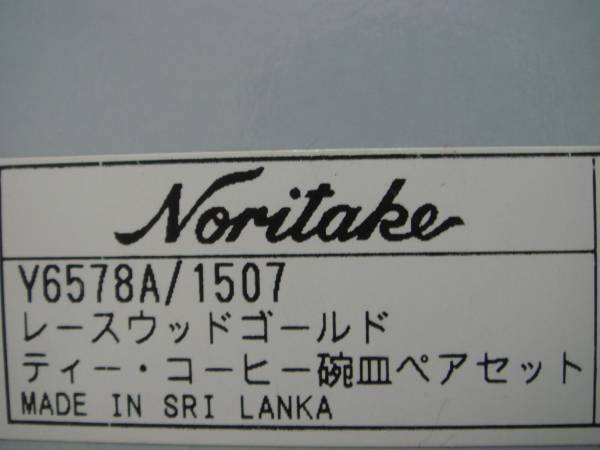 Noritake
Y6578A/1507
レースウッドゴールド
ティー・コーヒー碗皿ペアセット
MADE IN SRI LANKA